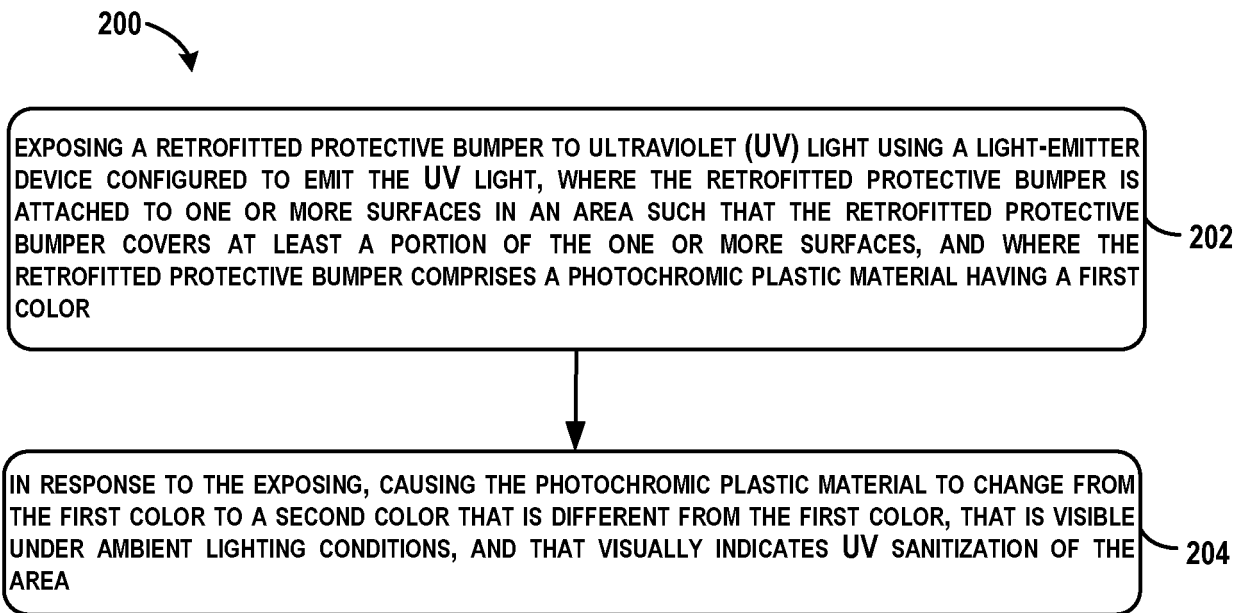 200
EXPOSING A RETROFITTED PROTECTIVE BUMPER TO ULTRAVIOLET (UV) LIGHT USING A LIGHT-EMITTER
DEVICE CONFIGURED TO EMIT THE UV LIGHT, WHERE THE RETROFITTED PROTECTIVE BUMPER IS
ATTACHED TO ONE OR MORE SURFACES IN AN AREA SUCH THAT THE RETROFITTED PROTECTIVE
BUMPER COVERS AT LEAST A PORTION OF THE ONE OR MORE SURFACES, AND WHERE THE
RETROFITTED PROTECTIVE BUMPER COMPRISES A PHOTOCHROMIC PLASTIC MATERIAL HAVING A FIRST
COLOR
202
IN RESPONSE TO THE EXPOSING, CAUSING THE PHOTOCHROMIC PLASTIC MATERIAL TO CHANGE FROM
THE FIRST COLOR TO A SECOND COLOR THAT IS DIFFERENT FROM THE FIRST COLOR, THAT IS VISIBLE
UNDER AMBIENT LIGHTING CONDITIONS, AND THAT VISUALLY INDICATES UV SANITIZATION OF THE
AREA
204